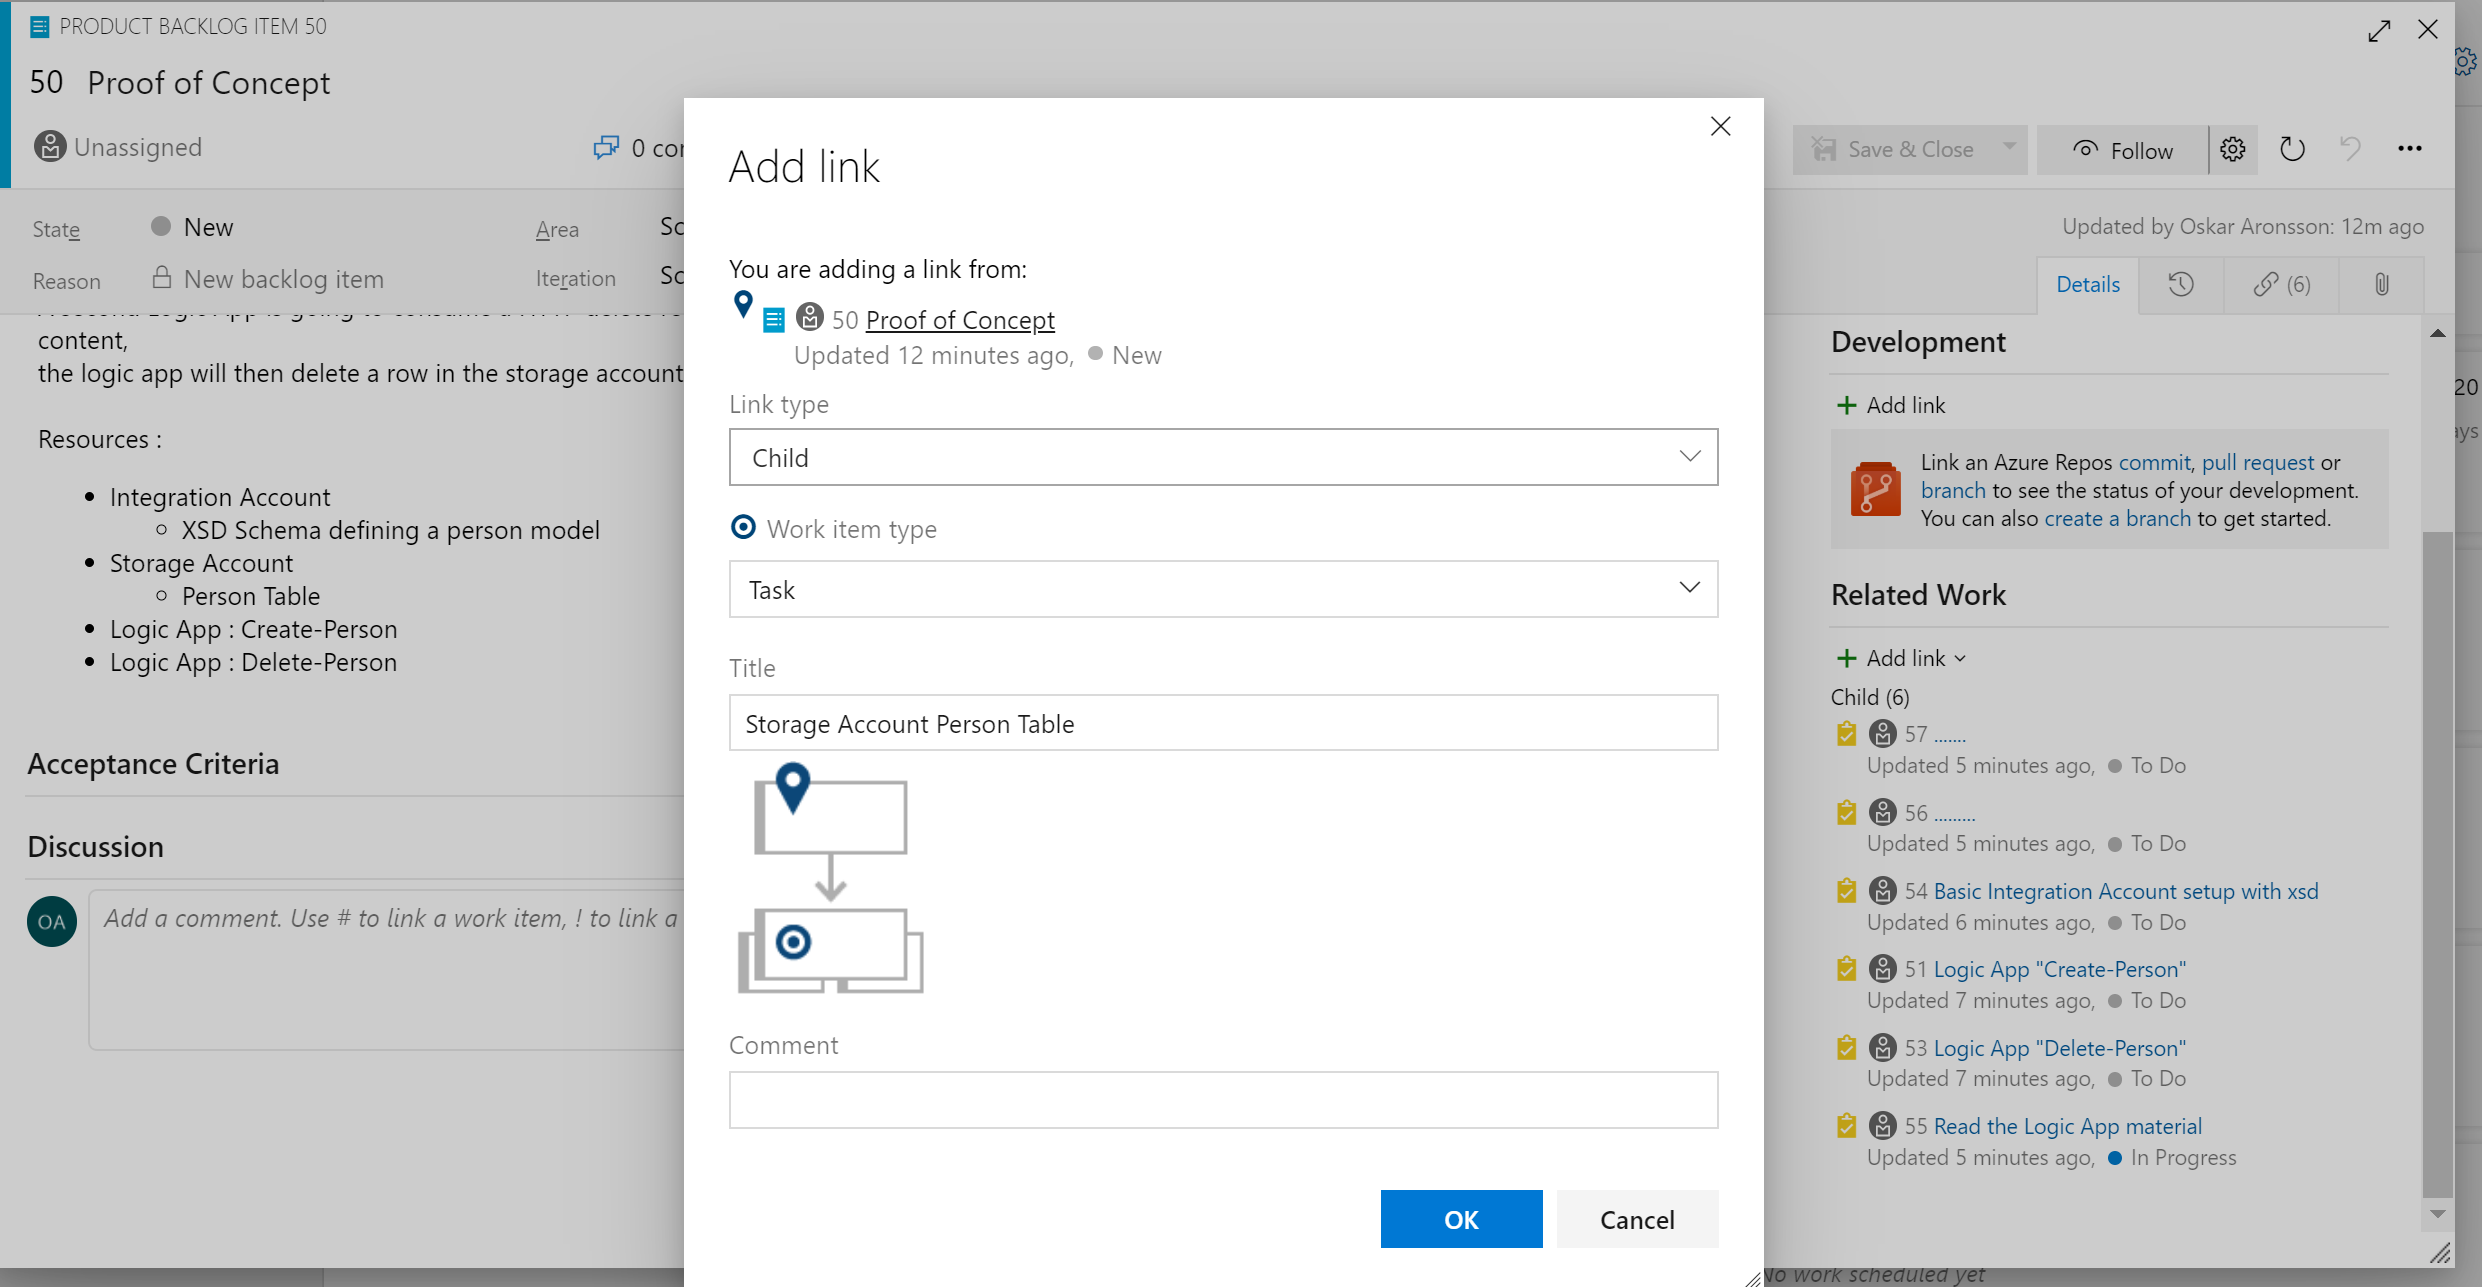 PRODUCT BACKLOG ITEM 50
50 Proof of Concept
Unassigned
0 co
Save & Close
Follow
State
New
Area
Reason
New backlog item
Iteration
Updated by Oskar Aronsson: 12m ago
Details
(6)
content,
the logic app will then delete a row in the storage account
Resources :
• Integration Account
○ XSD Schema defining a person model
• Storage Account
○ Person Table
• Logic App : Create-Person
• Logic App : Delete-Person
Acceptance Criteria
Discussion
OA
Add a comment. Use # to link a work item, ! to link a
Add link
You are adding a link from:
50 Proof of Concept
Updated 12 minutes ago, New
Link type
Child
Work item type
Task
Title
Storage Account Person Table
Comment
OK
Cancel
Development
+ Add link
Link an Azure Repos commit, pull request or
branch to see the status of your development.
You can also create a branch to get started.
Related Work
+ Add link
Child (6)
57 .......
Updated 5 minutes ago, To Do
56 .........
Updated 5 minutes ago, To Do
54 Basic Integration Account setup with xsd
Updated 6 minutes ago, To Do
51 Logic App "Create-Person"
Updated 7 minutes ago, To Do
53 Logic App "Delete-Person"
Updated 7 minutes ago, To Do
55 Read the Logic App material
Updated 5 minutes ago, In Progress
20
ays
No work scheduled yet